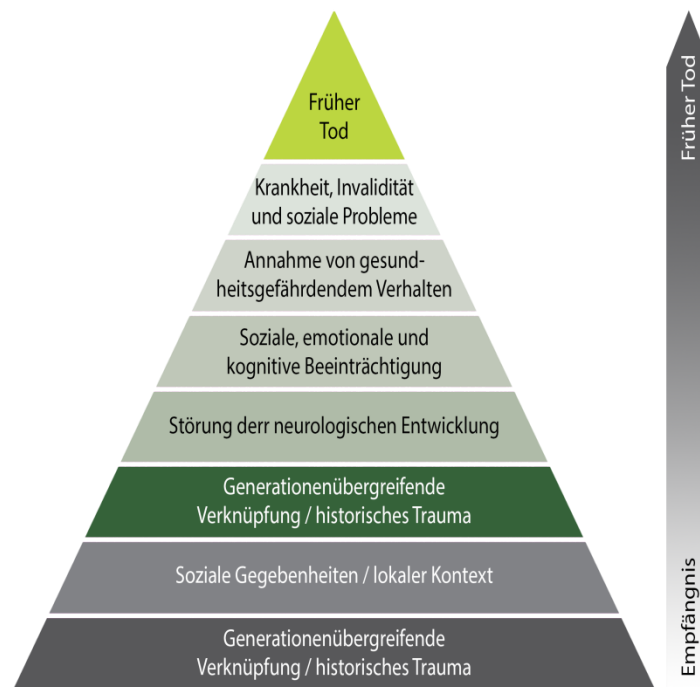 Früher
Tod
Krankheit, Invalidität
und soziale Probleme
Annahme von gesund-
heitsgefährdendem Verhalten
Soziale, emotionale und
kognitive Beeinträchtigung
Störung derr neurologischen Entwicklung
Generationenübergreifende
Verknüpfung / historisches Trauma
Soziale Gegebenheiten / lokaler Kontext
Generationenübergreifende
Verknüpfung / historisches Trauma
Früher Tod
Empfängnis